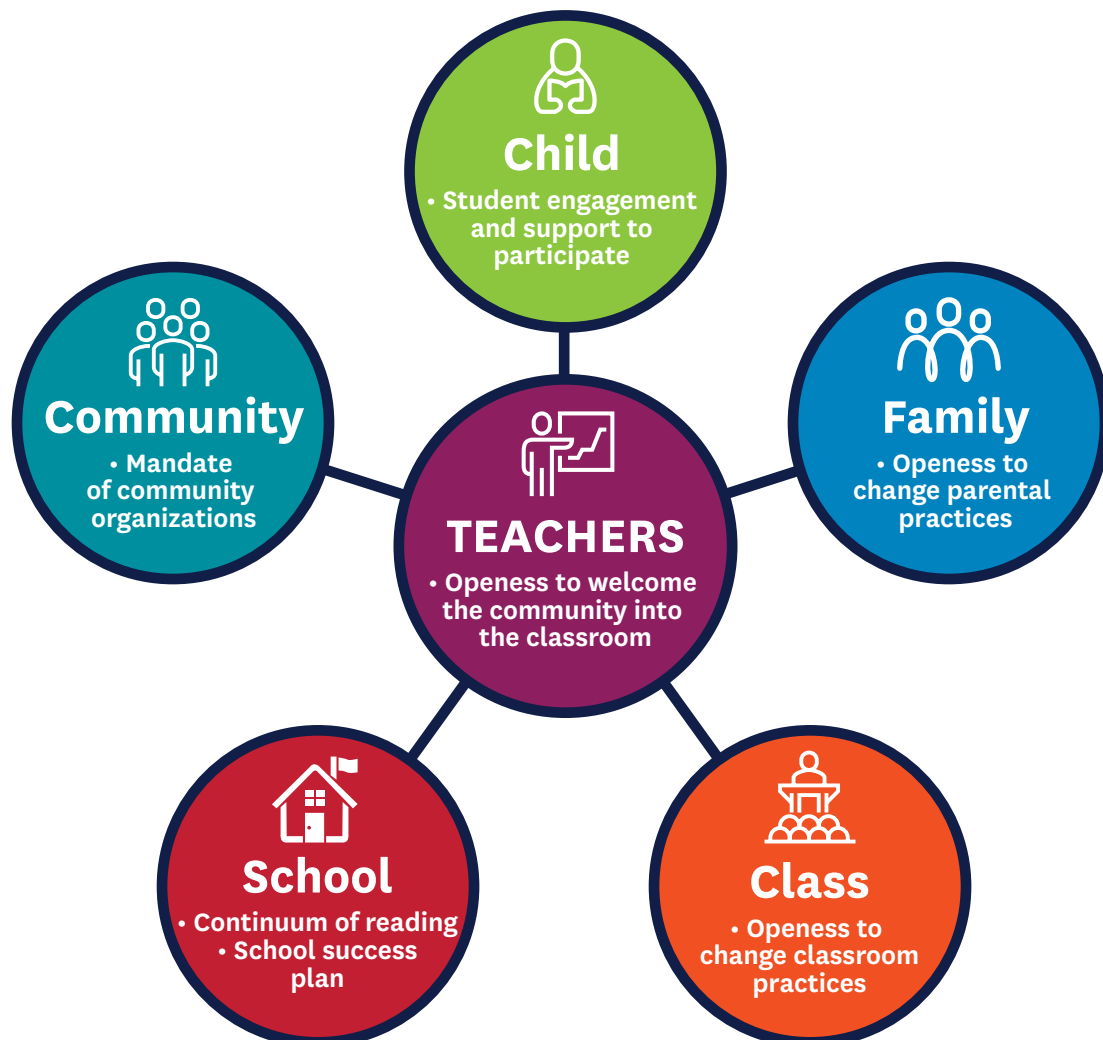 Child
• Student engagement
and support to
participate
Community
• Mandate
of community
organizations
Family
• Openess to
change parental
practices
TEACHERS
• Openess to welcome
the community into
the classroom
School
• Continuum of reading
• School success
plan
Class
• Openess to
change classroom
practices